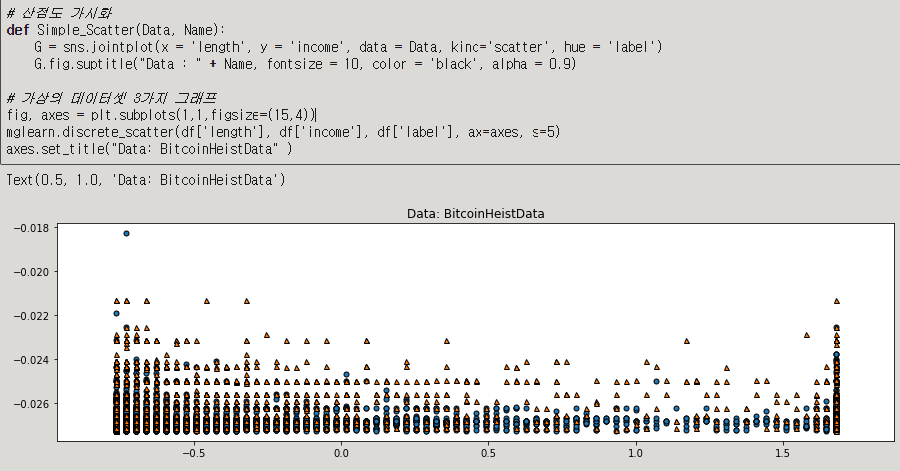 # 산점도 가시화
def Simple_Scatter(Data, Name):
G = sns.jointplot(x = 'length', y = 'income', data = Data, kind='scatter', hue = 'label')
G.fig.suptitle("Data : " + Name, fontsize = 10, color = 'black', alpha = 0.9)
# 가상의 데이터셋 3가지 그래프
fig, axes = plt.subplots(1,1,figsize=(15,4))
mglearn.discrete_scatter(df['length'], df['income'], df['label'], ax=axes, s=5)
axes.set_title("Data: BitcoinHeistData" )
Text(0.5, 1.0, 'Data: BitcoinHeistData')
Data: BitcoinHeistData
−0.018
−0.020
−0.022
−0.024
−0.026
−0.5 0.0 0.5 1.0 1.5